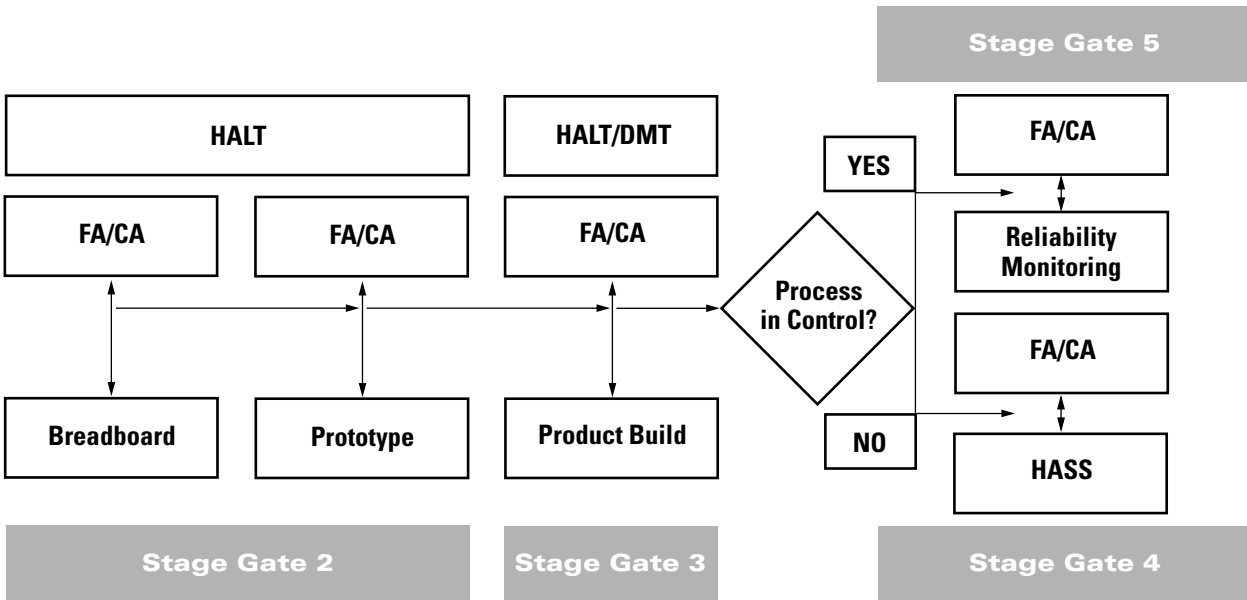 Stage Gate 5
HALT
HALT/DMT
FA/CA
YES
FA/CA
FA/CA
FA/CA
Reliability
Monitoring
Process
in Control?
FA/CA
Breadboard
Prototype
Product Build
NO
HASS
Stage Gate 2
Stage Gate 3
Stage Gate 4